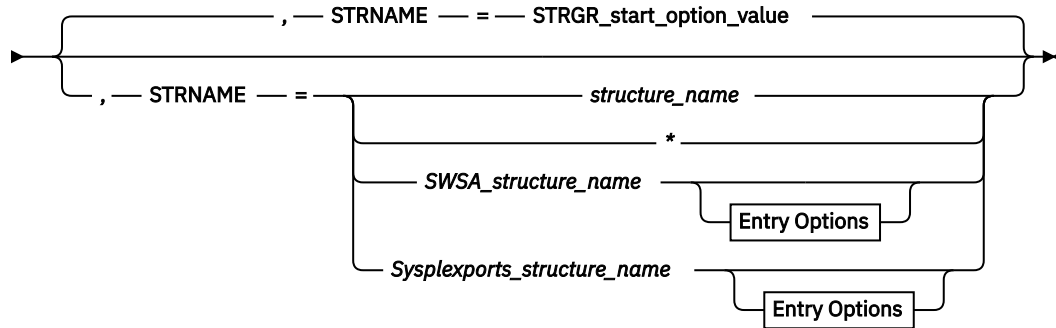 , STRNAME = STRGR_start_option_value
, STRNAME = structure_name
*
SWSA_structure_name
Entry Options
Sysplexports_structure_name
Entry Options